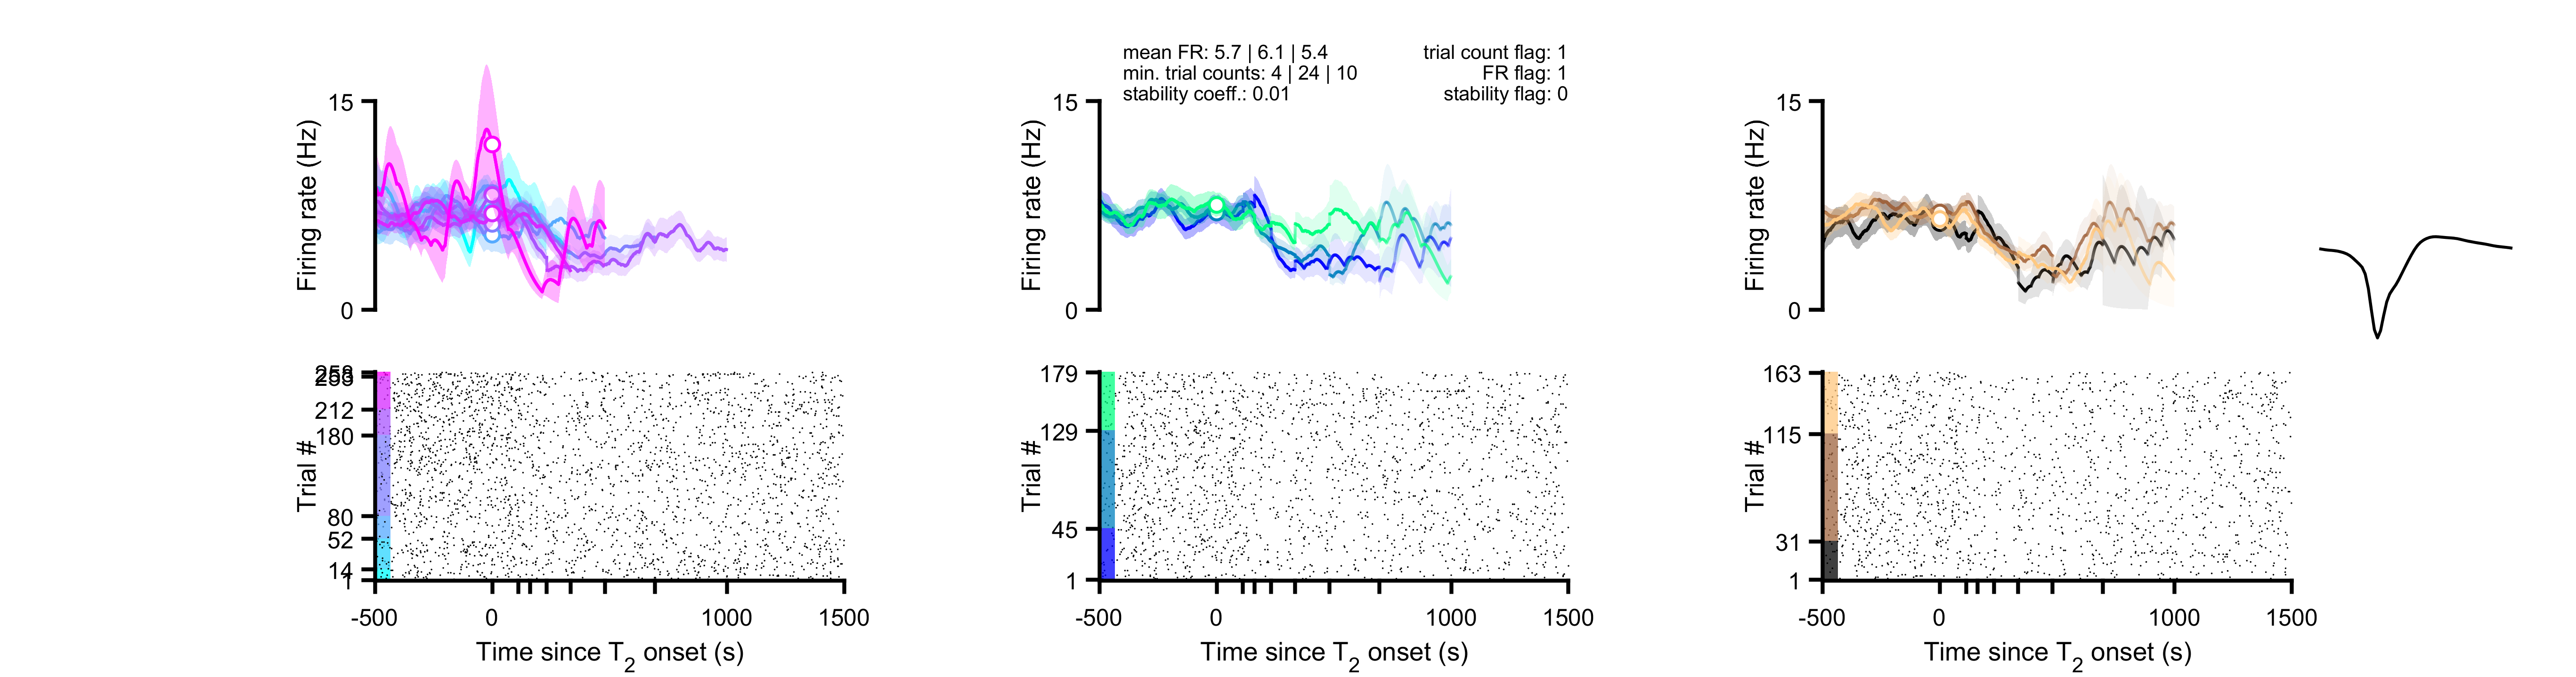 mean FR: 5.7 | 6.1 | 5.4
min. trial counts: 4 | 24 | 10
stability coeff.: 0.01
trial count flag: 1
FR flag: 1
stability flag: 0
15
Firing rate (Hz)
0
15
Firing rate (Hz)
0
15
Firing rate (Hz)
0
212
180
Trial #
80
52
14
1
-500 0 1000 1500
Time since T2 onset (s)
179
129
Trial #
45
1
-500 0 1000 1500
Time since T2 onset (s)
163
115
Trial #
31
1
-500 0 1000 1500
Time since T2 onset (s)